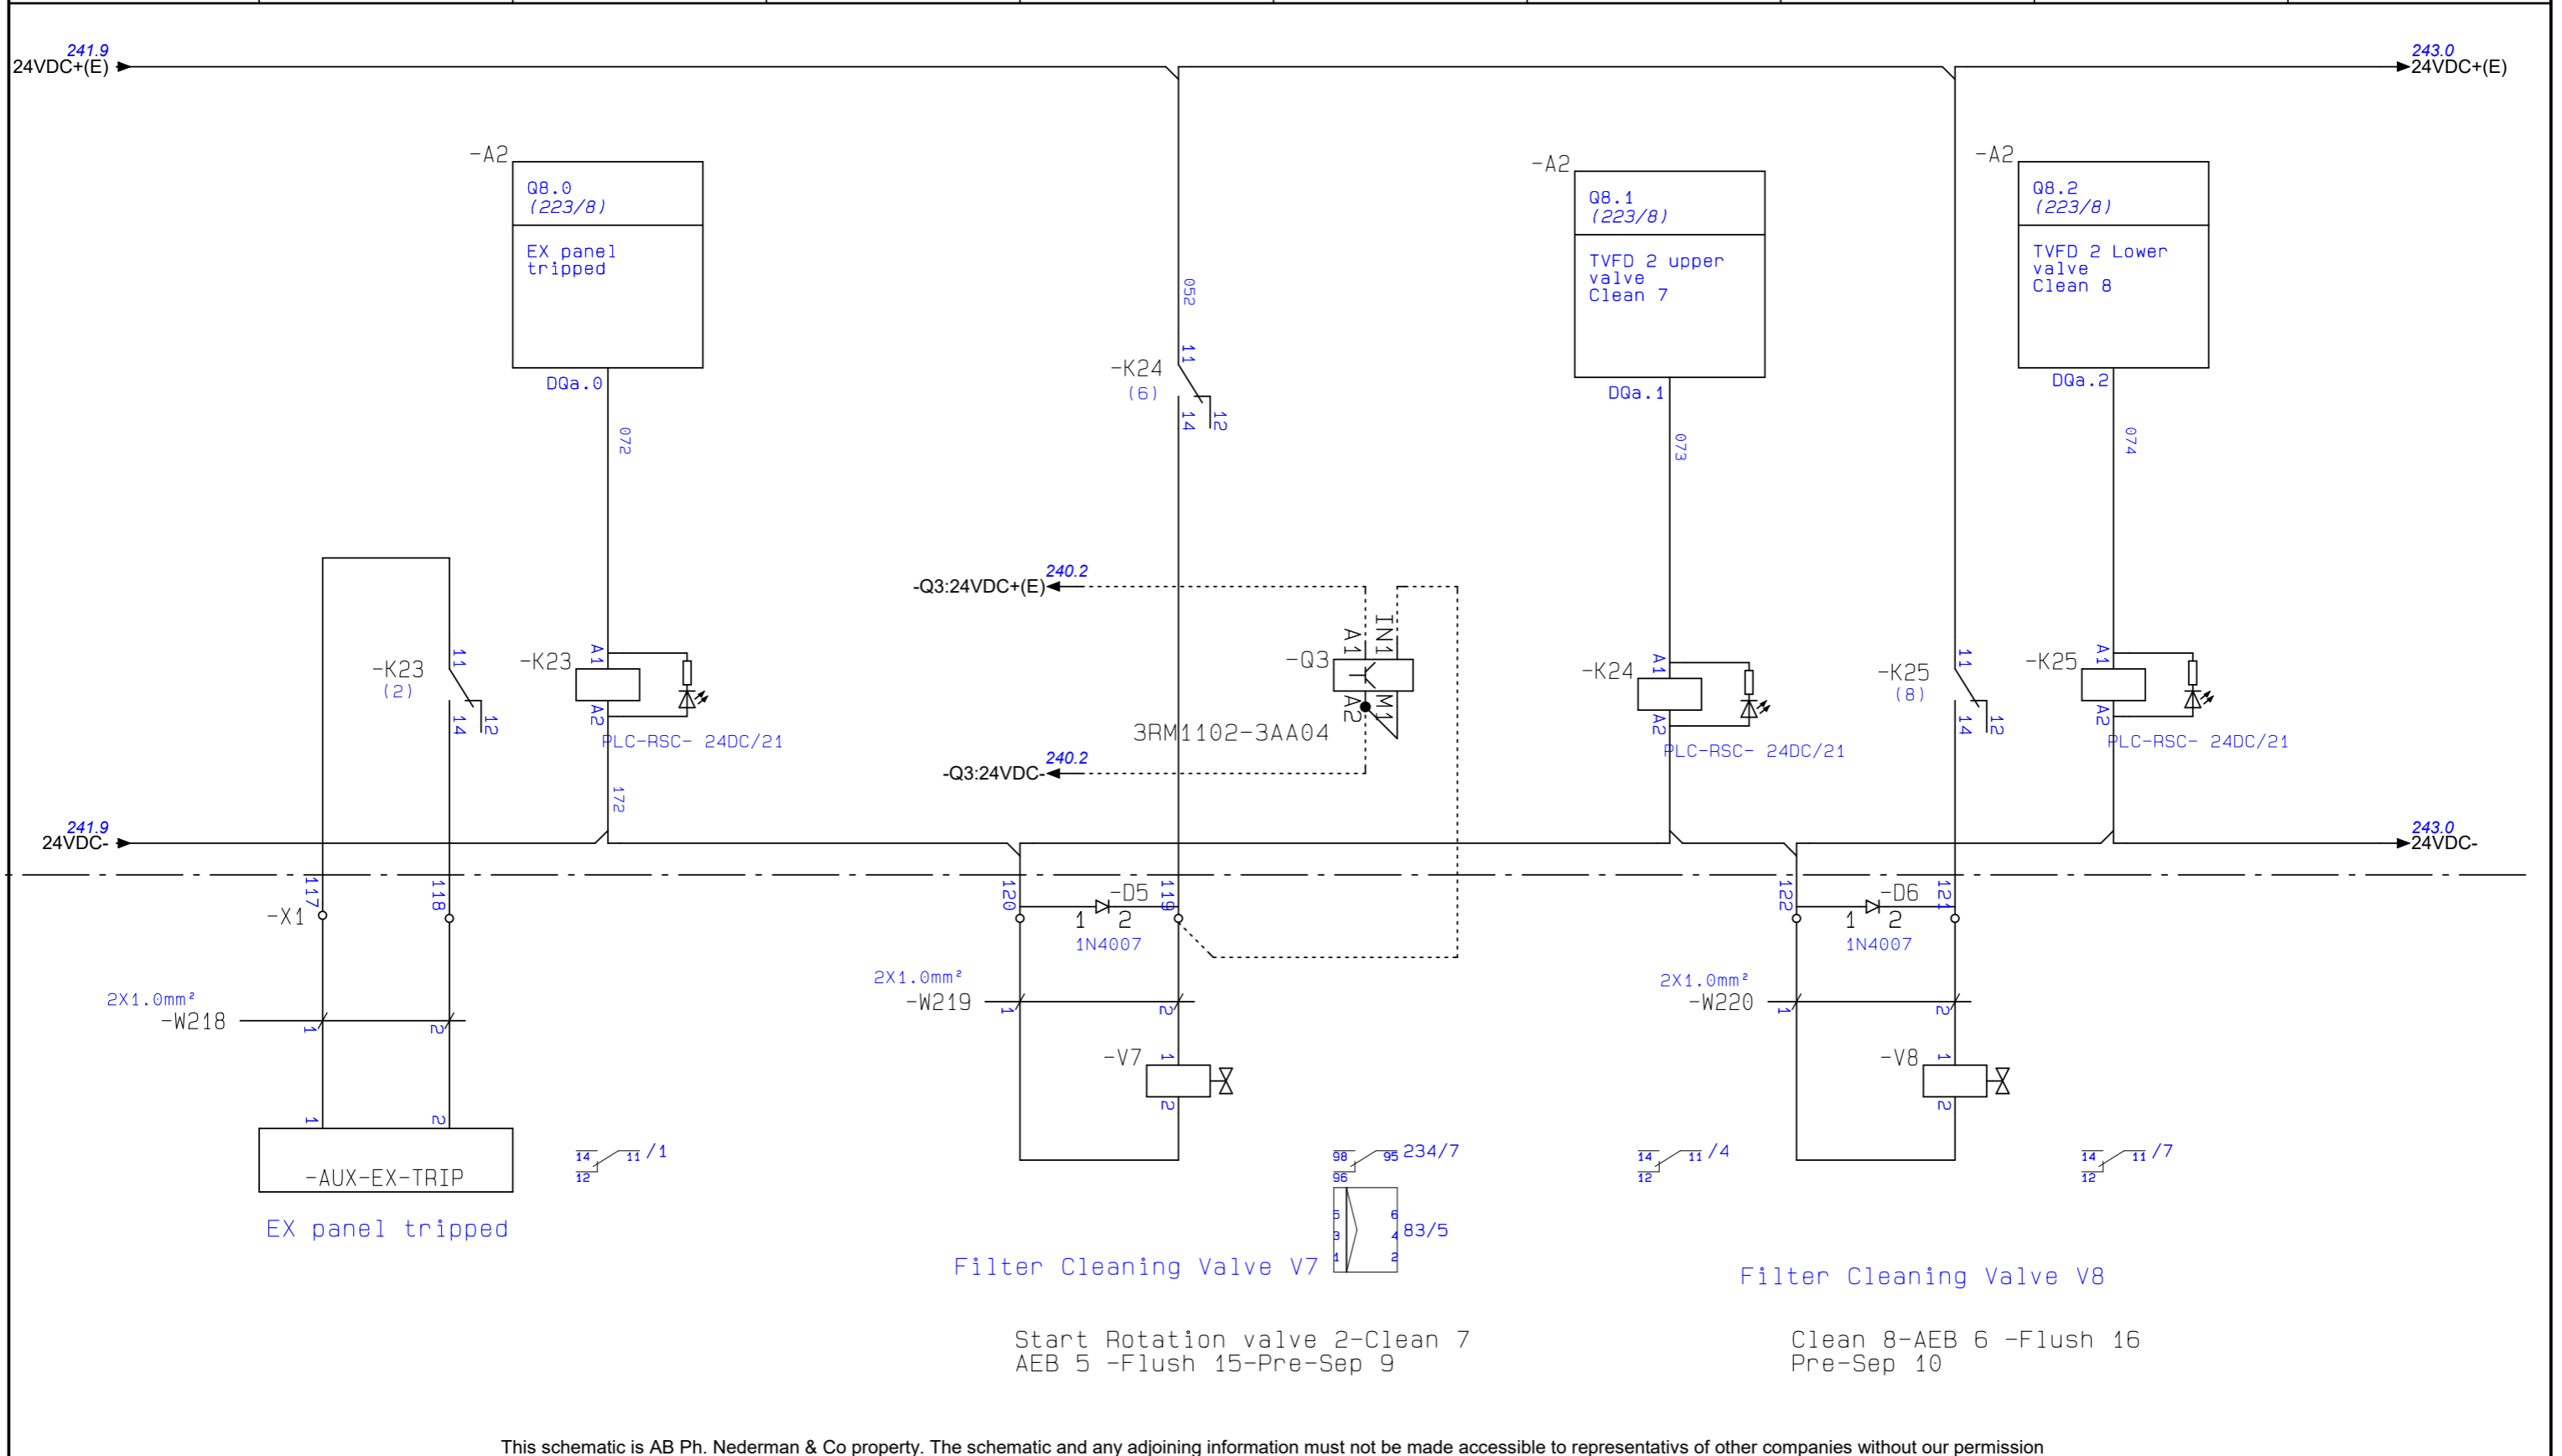 241.9
24VDC+(E)
243.0
24VDC+(E)
-A2
Q8.0
(223/8)
EX panel
tripped
DQa.0
072
-A2
Q8.1
(223/8)
TVFD 2 upper
valve
Clean 7
DQa.1
073
-A2
Q8.2
(223/8)
TVFD 2 Lower
valve
Clean 8
DQa.2
074
052
-K24
(6)
11
14
12
-Q3:24VDC+(E)
240.2
A1
IN1
-Q3
A2
M1
3RM1102-3AA04
-Q3:24VDC-
240.2
-K23
(2)
11
14
12
-K23
A1
A2
PLC-RSC- 24DC/21
172
-K24
A1
A2
PLC-RSC- 24DC/21
-K25
(8)
11
14
12
-K25
A1
A2
PLC-RSC- 24DC/21
241.9
24VDC-
243.0
24VDC-
117
118
-X1
120
-D5
119
1 2
1N4007
122
-D6
121
1 2
1N4007
2X1.0mm²
-W218
1
2
2X1.0mm²
-W219
1
2
2X1.0mm²
-W220
1
2
-V7
1
2
-V8
1
2
1
2
-AUX-EX-TRIP
EX panel tripped
14 11 /1
12
98 95 234/7
96
5 6
3 4 83/5
1 2
14 11 /4
12
14 11 /7
12
Filter Cleaning Valve V7
Filter Cleaning Valve V8
Start Rotation valve 2-Clean 7
AEB 5 -Flush 15-Pre-Sep 9
Clean 8-AEB 6 -Flush 16
Pre-Sep 10
This schematic is AB Ph. Nederman & Co property. The schematic and any adjoining information must not be made accessible to representativs of other companies without our permission